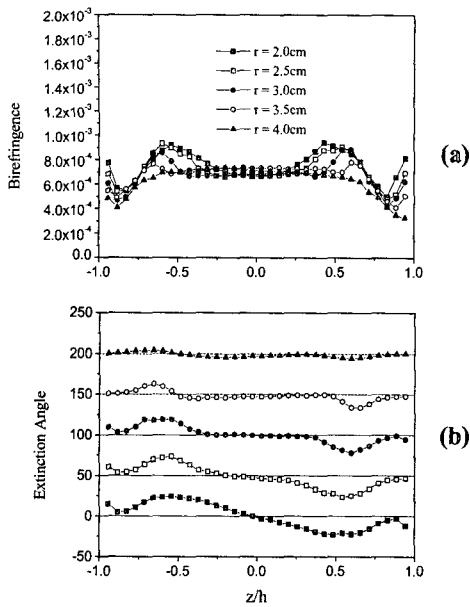 2.0x10⁻³
1.8x10⁻³
1.6x10⁻³
1.4x10⁻³
1.2x10⁻³
1.0x10⁻³
8.0x10⁻⁴
6.0x10⁻⁴
4.0x10⁻⁴
2.0x10⁻⁴
0.0
Birefringence
r = 2.0cm
r = 2.5cm
r = 3.0cm
r = 3.5cm
r = 4.0cm
(a)
-1.0 -0.5 0.0 0.5 1.0
250
200
150
100
50
0
-50
Extinction Angle
(b)
-1.0 -0.5 0.0 0.5 1.0
z/h